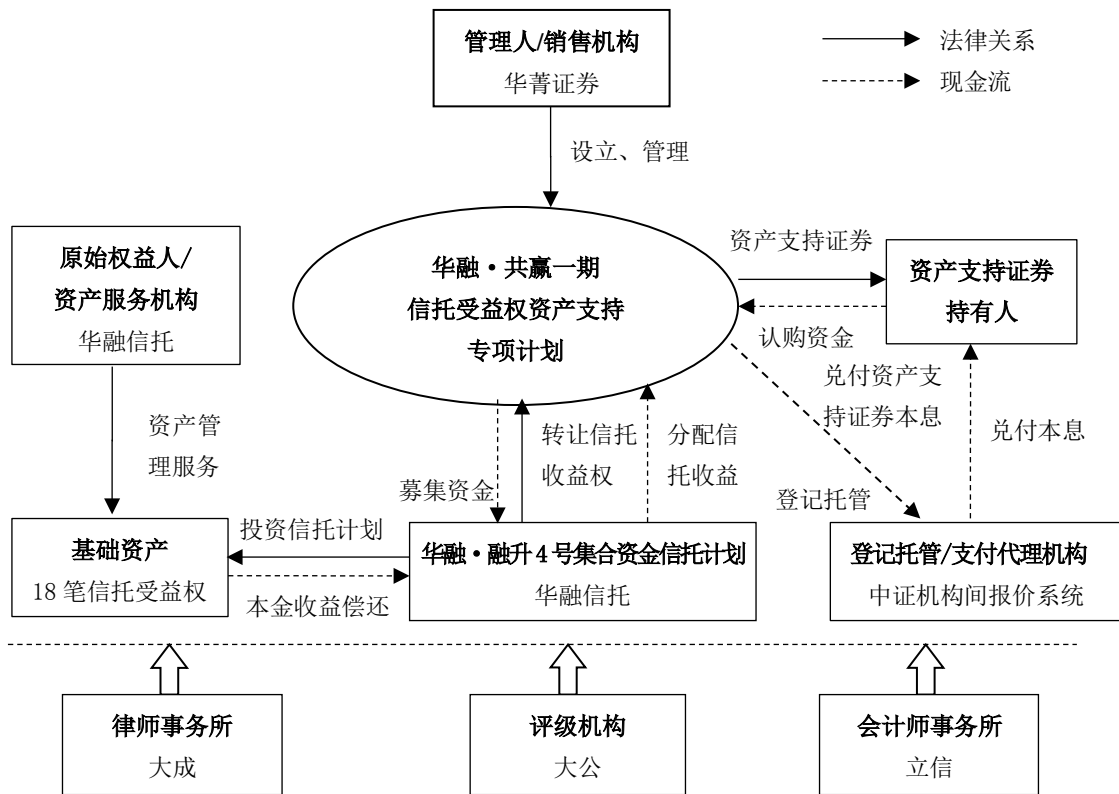 管理人/销售机构
华菁证券
法律关系
现金流
设立、管理
原始权益人/
资产服务机构
华融信托
华融·共赢一期
信托受益权资产支持
专项计划
资产支持证券
认购资金
资产支持证券
持有人
资产管
理服务
募集资金
转让信托
收益权
分配信
托收益
兑付资产支
持证券本息
兑付本息
登记托管
基础资产
18 笔信托受益权
投资信托计划
本金收益偿还
华融·融升 4 号集合资金信托计划
华融信托
登记托管/支付代理机构
中证机构间报价系统
律师事务所
大成
评级机构
大公
会计师事务所
立信